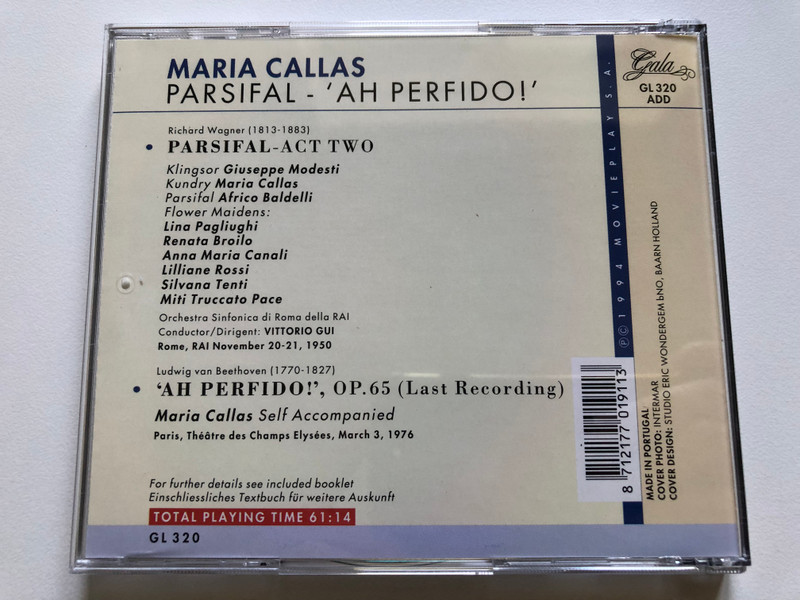 MARIA CALLAS
PARSIFAL - ‘AH PERFIDO!’
Gala
GL 320
ADD
Richard Wagner (1813-1883)
• PARSIFAL-ACT TWO
Klingsor Giuseppe Modesti
Kundry Maria Callas
Parsifal Africo Baldelli
Flower Maidens:
Lina Pagliughi
Renata Broilo
Anna Maria Canali
Lilliane Rossi
Silvana Tenti
Miti Truccato Pace
Orchestra Sinfonica di Roma della RAI
Conductor/Dirigent: VITTORIO GUI
Rome, RAI November 20-21, 1950
Ludwig van Beethoven (1770-1827)
• ‘AH PERFIDO!’, OP.65 (Last Recording)
Maria Callas Self Accompanied
Paris, Théâtre des Champs Elysées, March 3, 1976
For further details see included booklet
Einschliessliches Textbuch für weitere Auskunft
TOTAL PLAYING TIME 61:14
GL 320
℗© 1994 MOVIEPLAY S.A.
8 712177 019113
MADE IN PORTUGAL
COVER PHOTO: INTERMAR
COVER DESIGN: STUDIO ERIC WONDERGEM bNO, BAARN HOLLAND